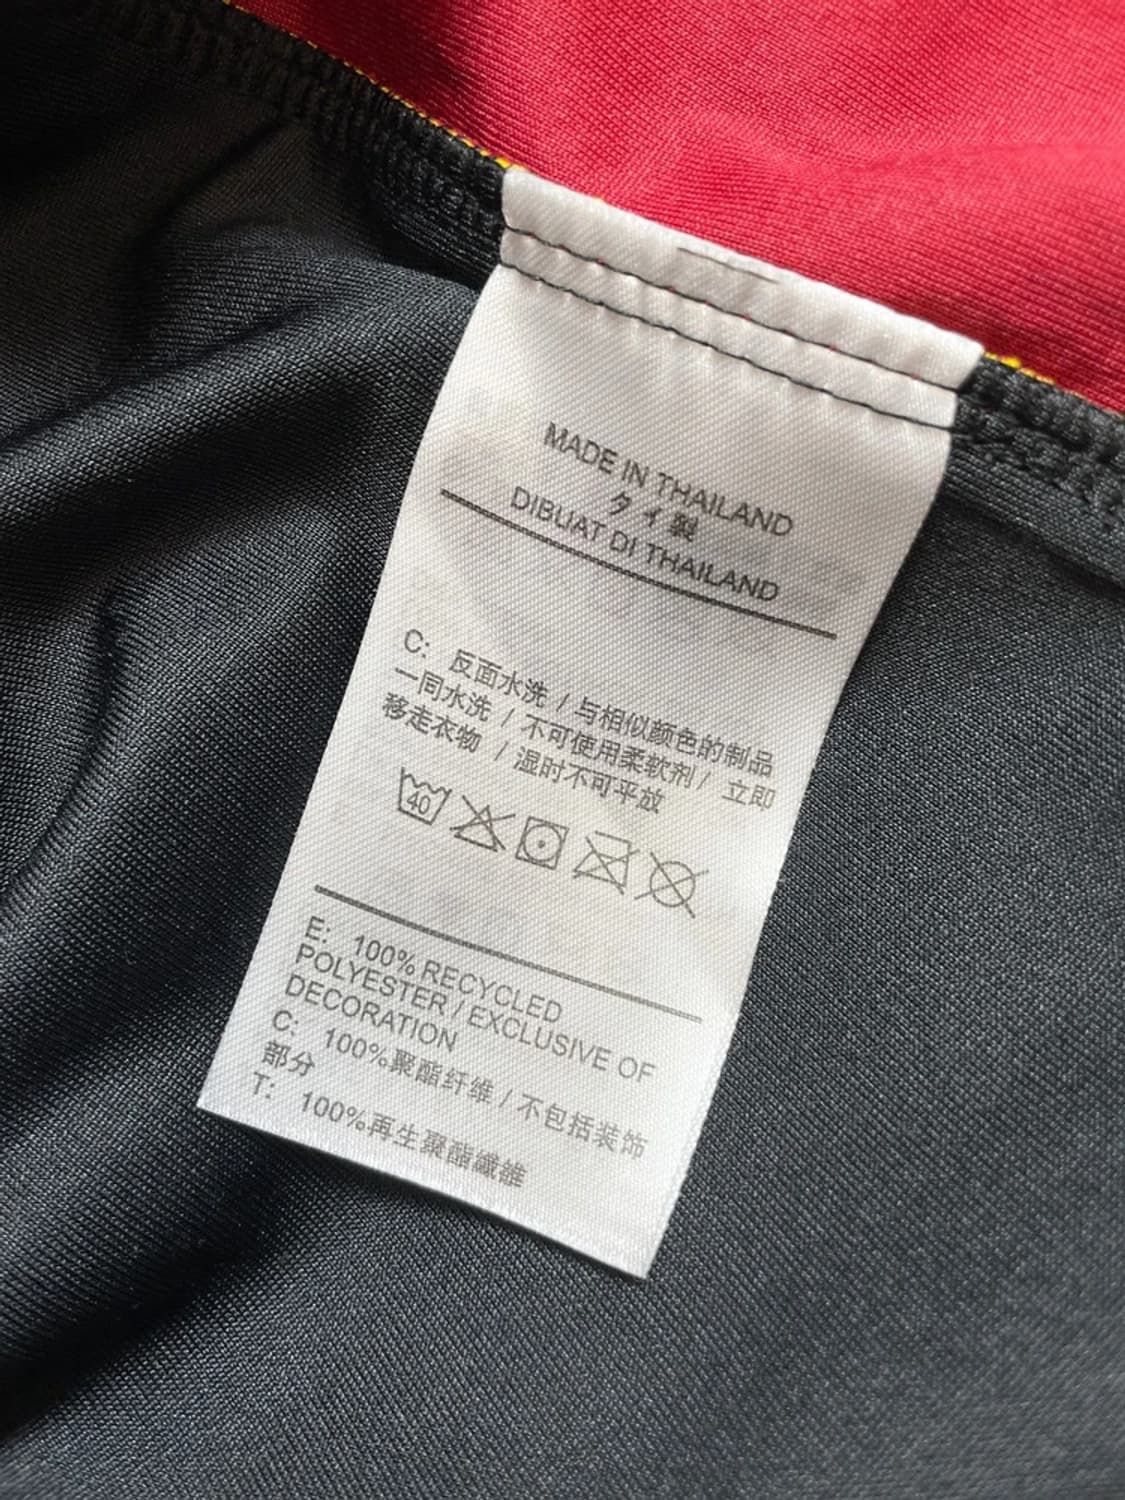 MADE IN THAILAND
タイ製
DIBUAT DI THAILAND
C: 反面水洗 / 与相似颜色的制品
一同水洗 / 不可使用柔软剂 / 立即
移走衣物 / 湿时不可平放
40
E: 100% RECYCLED
POLYESTER / EXCLUSIVE OF
DECORATION
C: 100%聚酯纤维 / 不包括装饰
部分
T: 100%再生聚酯纖維